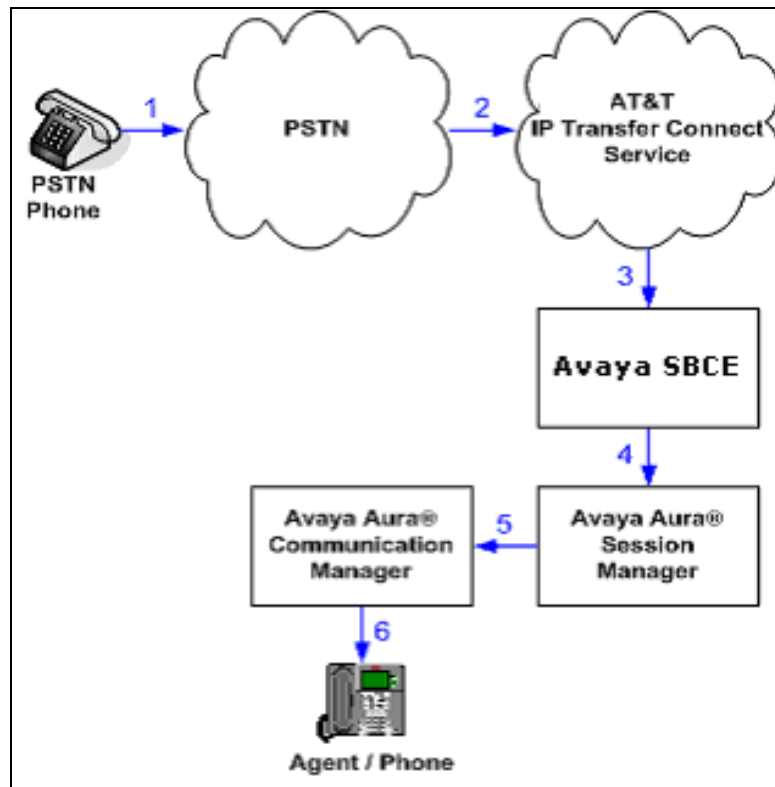 1
2
PSTN
AT&T
IP Transfer Connect
Service
PSTN
Phone
3
Avaya SBCE
4
Avaya Aura®
Communication
Manager
5
Avaya Aura®
Session
Manager
6
Agent / Phone